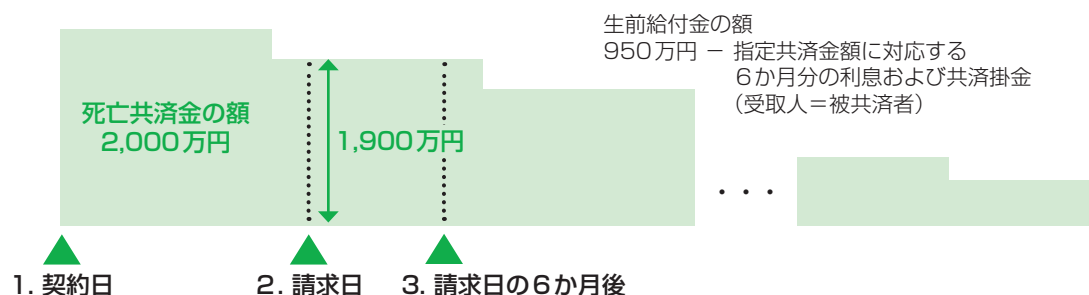 生前給付金の額
950万円 － 指定共済金額に対応する
6か月分の利息および共済掛金
(受取人＝被共済者)
死亡共済金の額
2,000万円
1,900万円
・・・
1. 契約日
2. 請求日
3. 請求日の6か月後